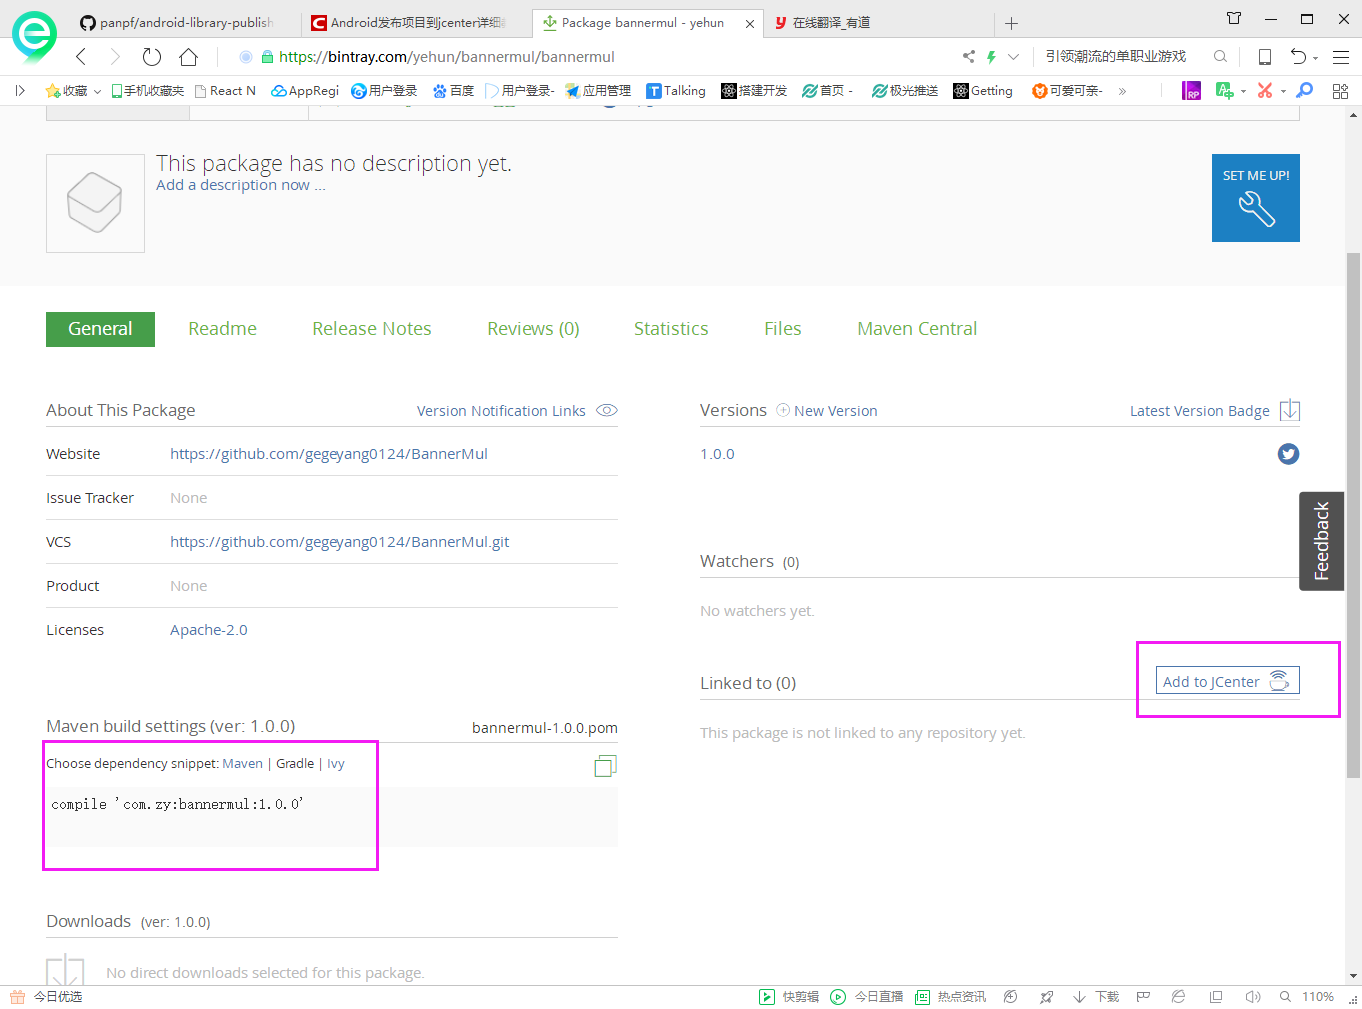 panpf/android-library-publish
Android发布项目到jcenter详细
Package bannermul - yehun
在线翻译_有道
https://bintray.com/yehun/bannermul/bannermul
引领潮流的单职业游戏
收藏 手机收藏夹 React N AppRegi 用户登录 百度 用户登录- 应用管理 Talking 搭建开发 首页 - 极光推送 Getting 可爱可亲- »
RP
This package has no description yet.
Add a description now ...
SET ME UP!
General Readme Release Notes Reviews (0) Statistics Files Maven Central
About This Package Version Notification Links
Website https://github.com/gegeyang0124/BannerMul
Issue Tracker None
VCS https://github.com/gegeyang0124/BannerMul.git
Product None
Licenses Apache-2.0
Maven build settings (ver: 1.0.0) bannermul-1.0.0.pom
Choose dependency snippet: Maven | Gradle | Ivy
compile 'com.zy:bannermul:1.0.0'
Downloads (ver: 1.0.0)
No direct downloads selected for this package.
Versions New Version Latest Version Badge
1.0.0
Watchers (0)
No watchers yet.
Linked to (0) Add to JCenter
This package is not linked to any repository yet.
Feedback
今日优选 快剪辑 今日直播 热点资讯 下载 110%